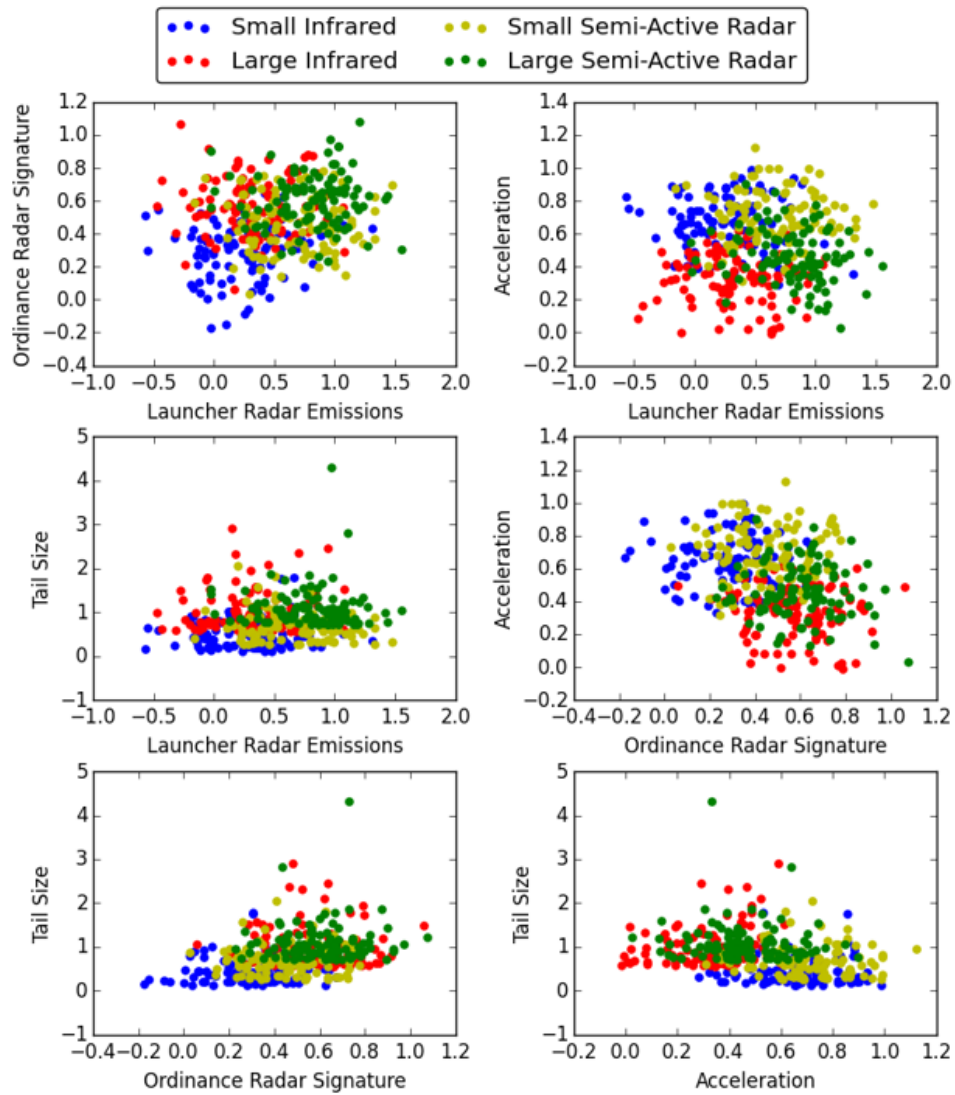 Small Infrared Small Semi-Active Radar
Large Infrared Large Semi-Active Radar
1.2
1.0
0.8
0.6
0.4
0.2
0.0
−0.2
−0.4
Ordinance Radar Signature
−1.0 −0.5 0.0 0.5 1.0 1.5 2.0
Launcher Radar Emissions
1.4
1.2
1.0
0.8
0.6
0.4
0.2
0.0
−0.2
Acceleration
−1.0 −0.5 0.0 0.5 1.0 1.5 2.0
Launcher Radar Emissions
5
4
3
2
1
0
−1
Tail Size
−1.0 −0.5 0.0 0.5 1.0 1.5 2.0
Launcher Radar Emissions
1.4
1.2
1.0
0.8
0.6
0.4
0.2
0.0
−0.2
Acceleration
−0.4 −0.2 0.0 0.2 0.4 0.6 0.8 1.0 1.2
Ordinance Radar Signature
5
4
3
2
1
0
−1
Tail Size
−0.4 −0.2 0.0 0.2 0.4 0.6 0.8 1.0 1.2
Ordinance Radar Signature
5
4
3
2
1
0
−1
Tail Size
0.0 0.2 0.4 0.6 0.8 1.0 1.2
Acceleration